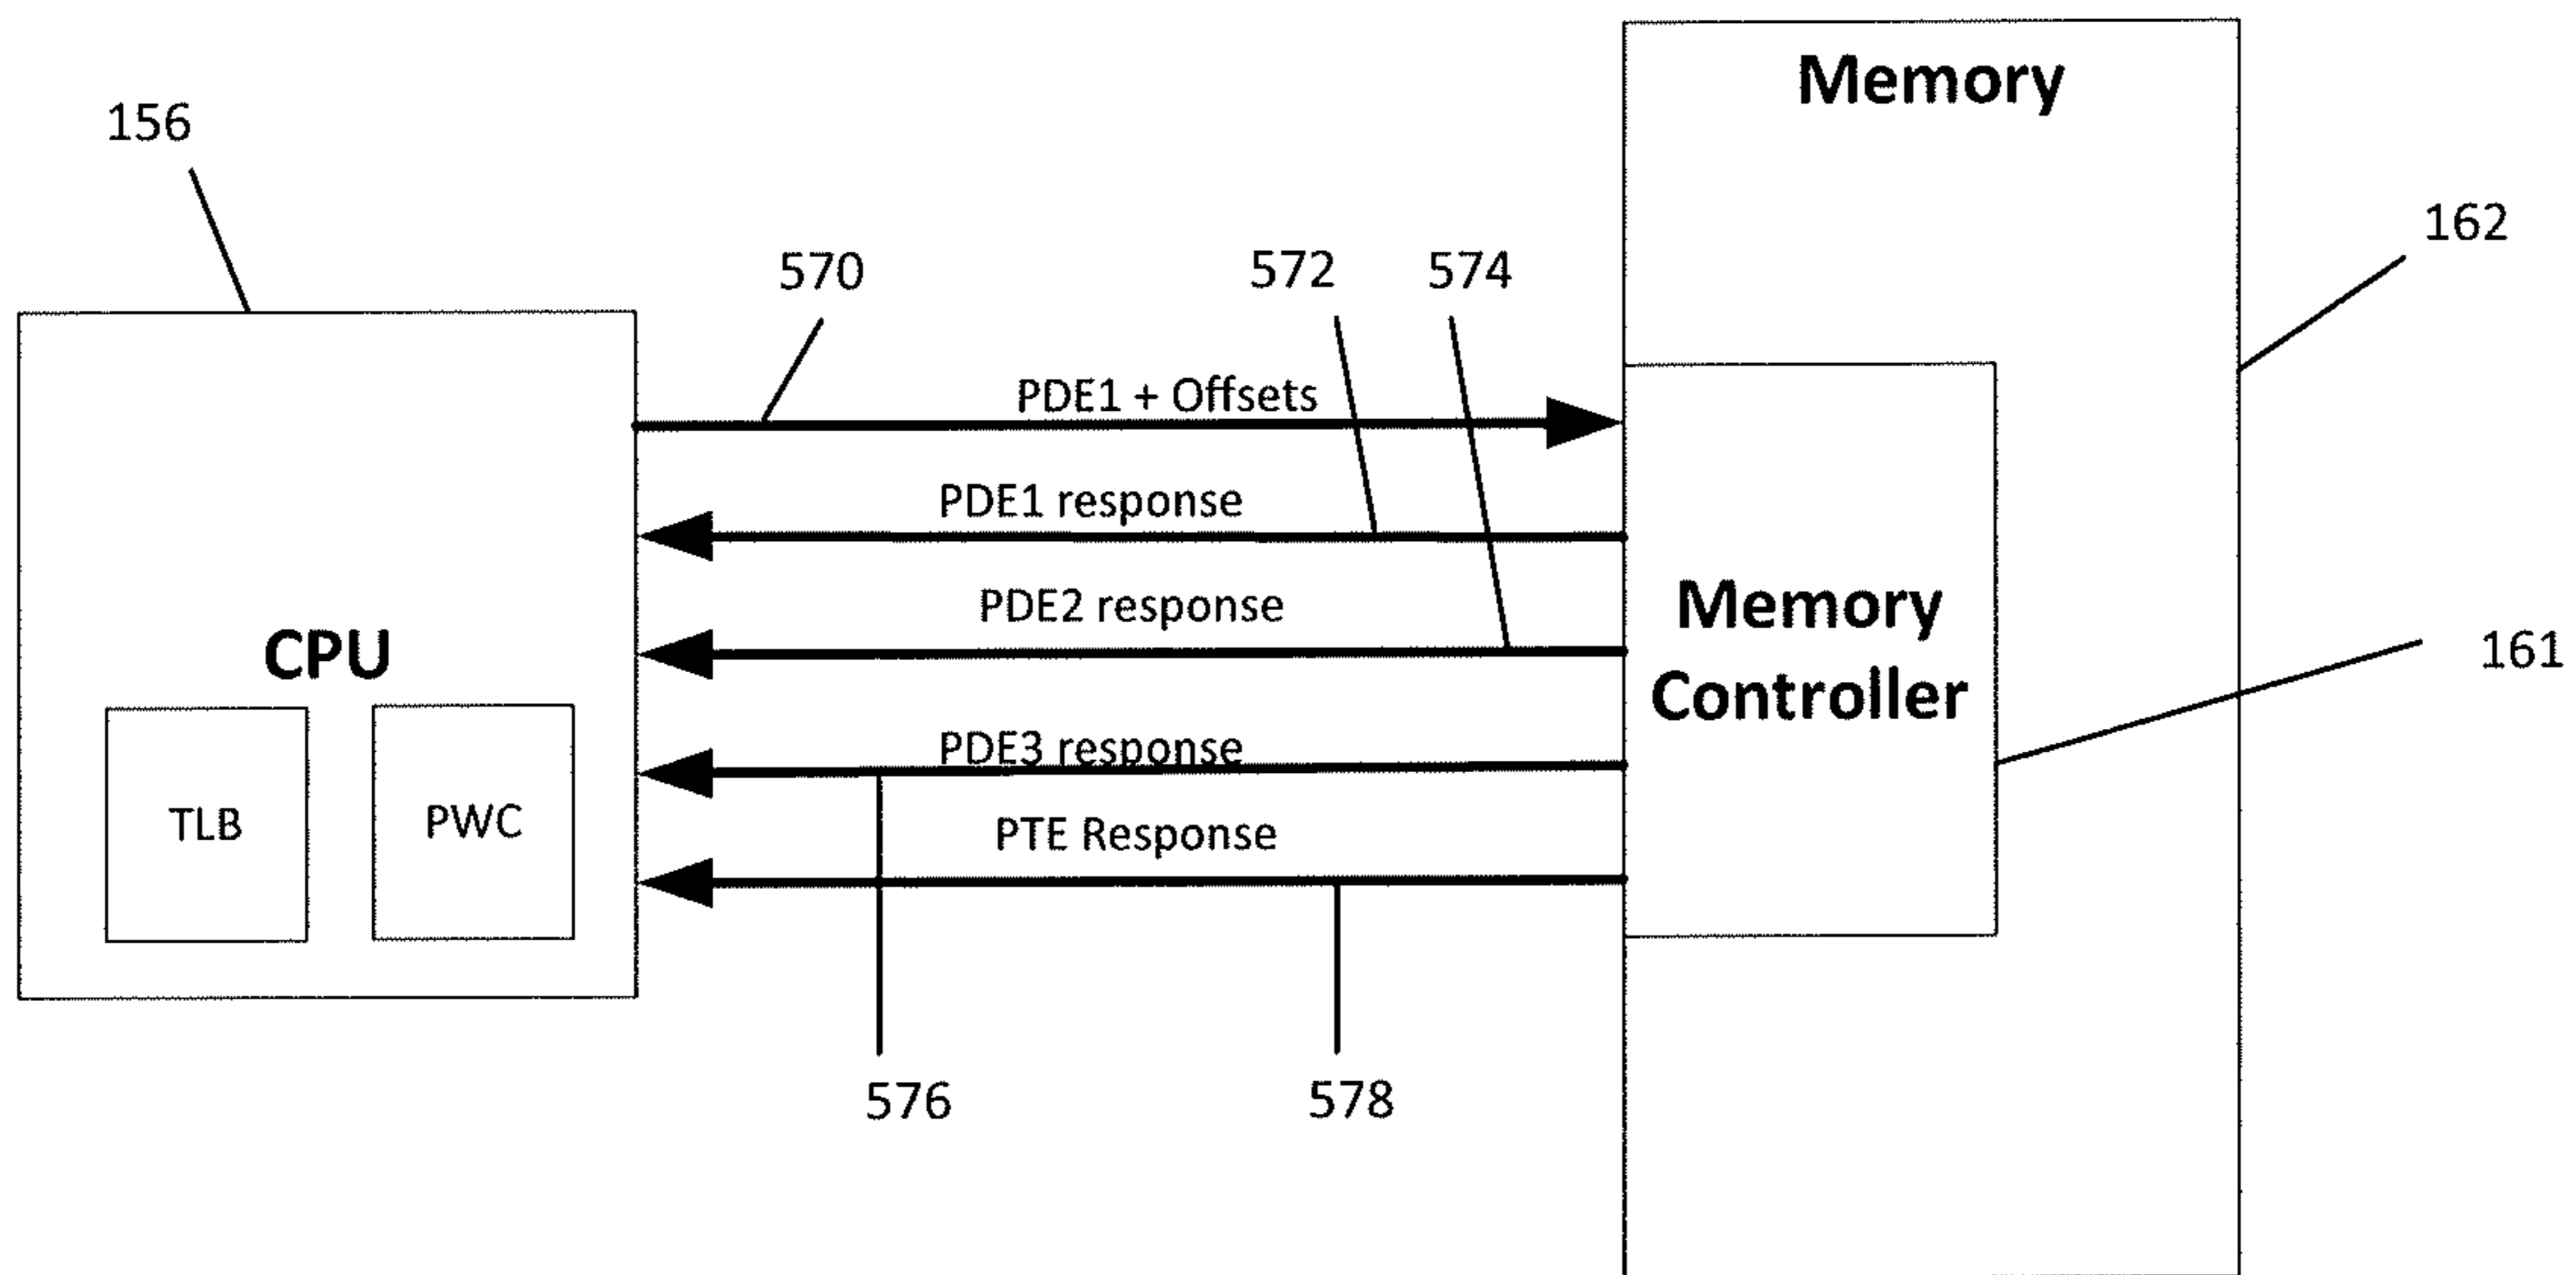 Memory
156
162
570
572
574
PDE1 + Offsets
PDE1 response
PDE2 response
Memory
Controller
CPU
161
PDE3 response
TLB
PWC
PTE Response
576
578